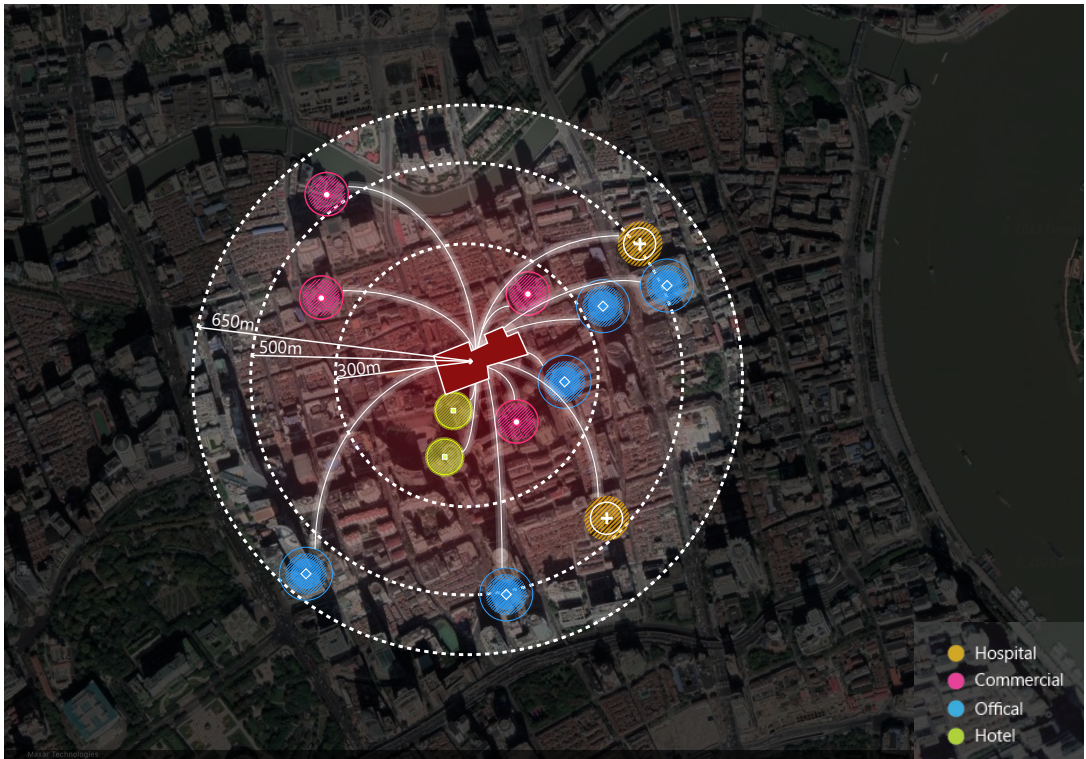 650m
500m
300m
Hospital
Commercial
Offical
Hotel
Maxar Technologies